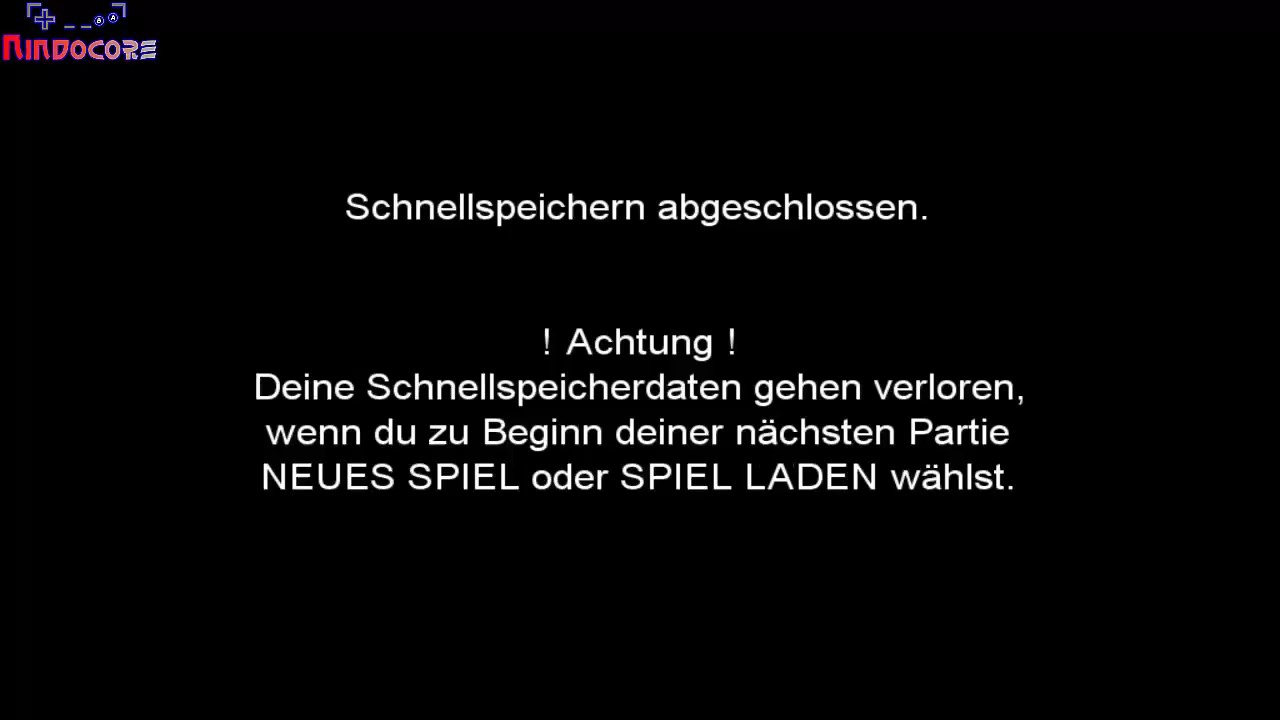 B A
NINDOCORE
Schnellspeichern abgeschlossen.
! Achtung !
Deine Schnellspeicherdaten gehen verloren,
wenn du zu Beginn deiner nächsten Partie
NEUES SPIEL oder SPIEL LADEN wählst.